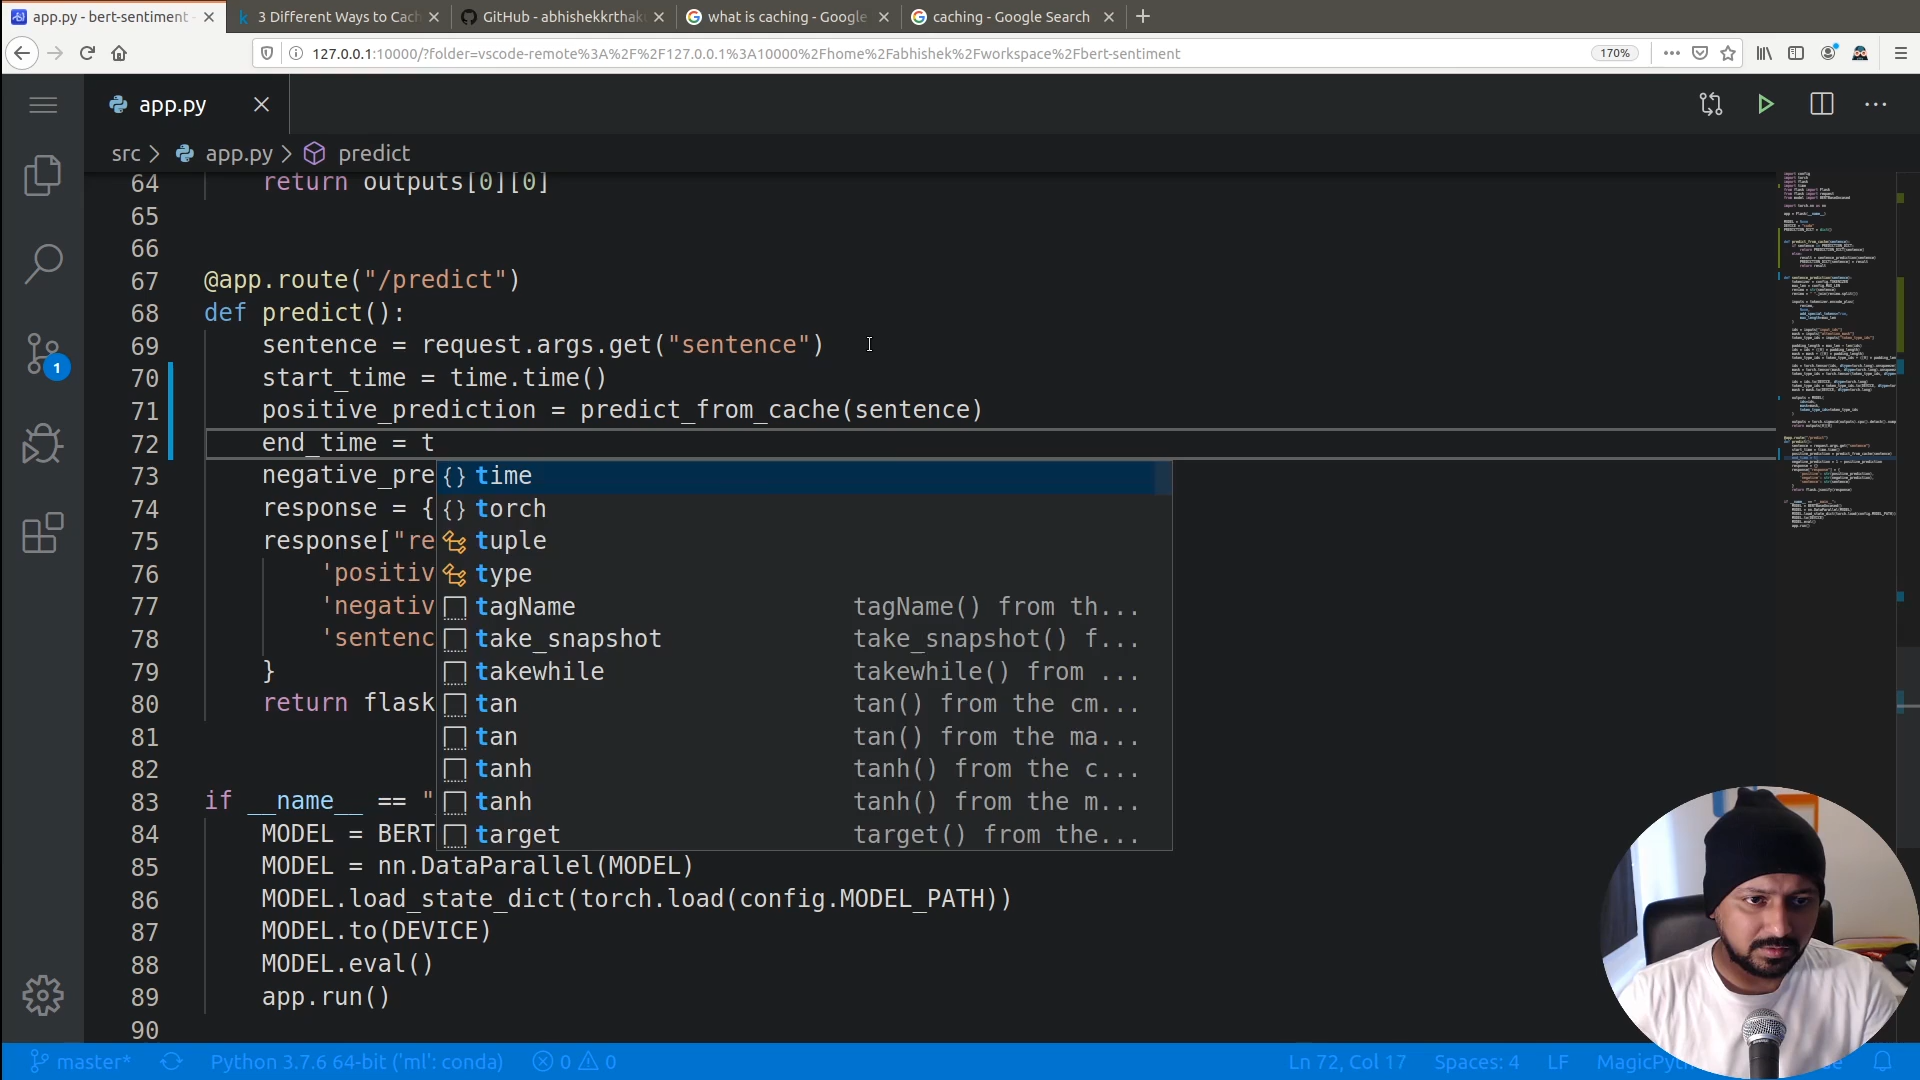 app.py - bert-sentiment -
3 Different Ways to Cach
GitHub - abhishekkrthak
what is caching - Google
caching - Google Search
127.0.0.1:10000/?folder=vscode-remote%3A%2F%2F127.0.0.1%3A10000%2Fhome%2Fabhishek%2Fworkspace%2Fbert-sentiment
170%
app.py
src > app.py > predict
64 return outputs[0][0]
65
66
67 @app.route("/predict")
68 def predict():
69 sentence = request.args.get("sentence")
70 start_time = time.time()
71 positive_prediction = predict_from_cache(sentence)
72 end_time = t
73 negative_pre
74 response = {
75 response["re
76 'positiv
77 'negativ
78 'sentenc
79 }
80 return flask
81
82
83 if __name__ == "
84 MODEL = BERT
85 MODEL = nn.DataParallel(MODEL)
86 MODEL.load_state_dict(torch.load(config.MODEL_PATH))
87 MODEL.to(DEVICE)
88 MODEL.eval()
89 app.run()
90
{} time
{} torch
tuple
type
tagName tagName() from th...
take_snapshot take_snapshot() f...
takewhile takewhile() from ...
tan tan() from the cm...
tan tan() from the ma...
tanh tanh() from the c...
tanh tanh() from the m...
target target() from the...
1
master* Python 3.7.6 64-bit ('ml': conda) 0 0 Ln 72, Col 17 Spaces: 4 LF MagicPy